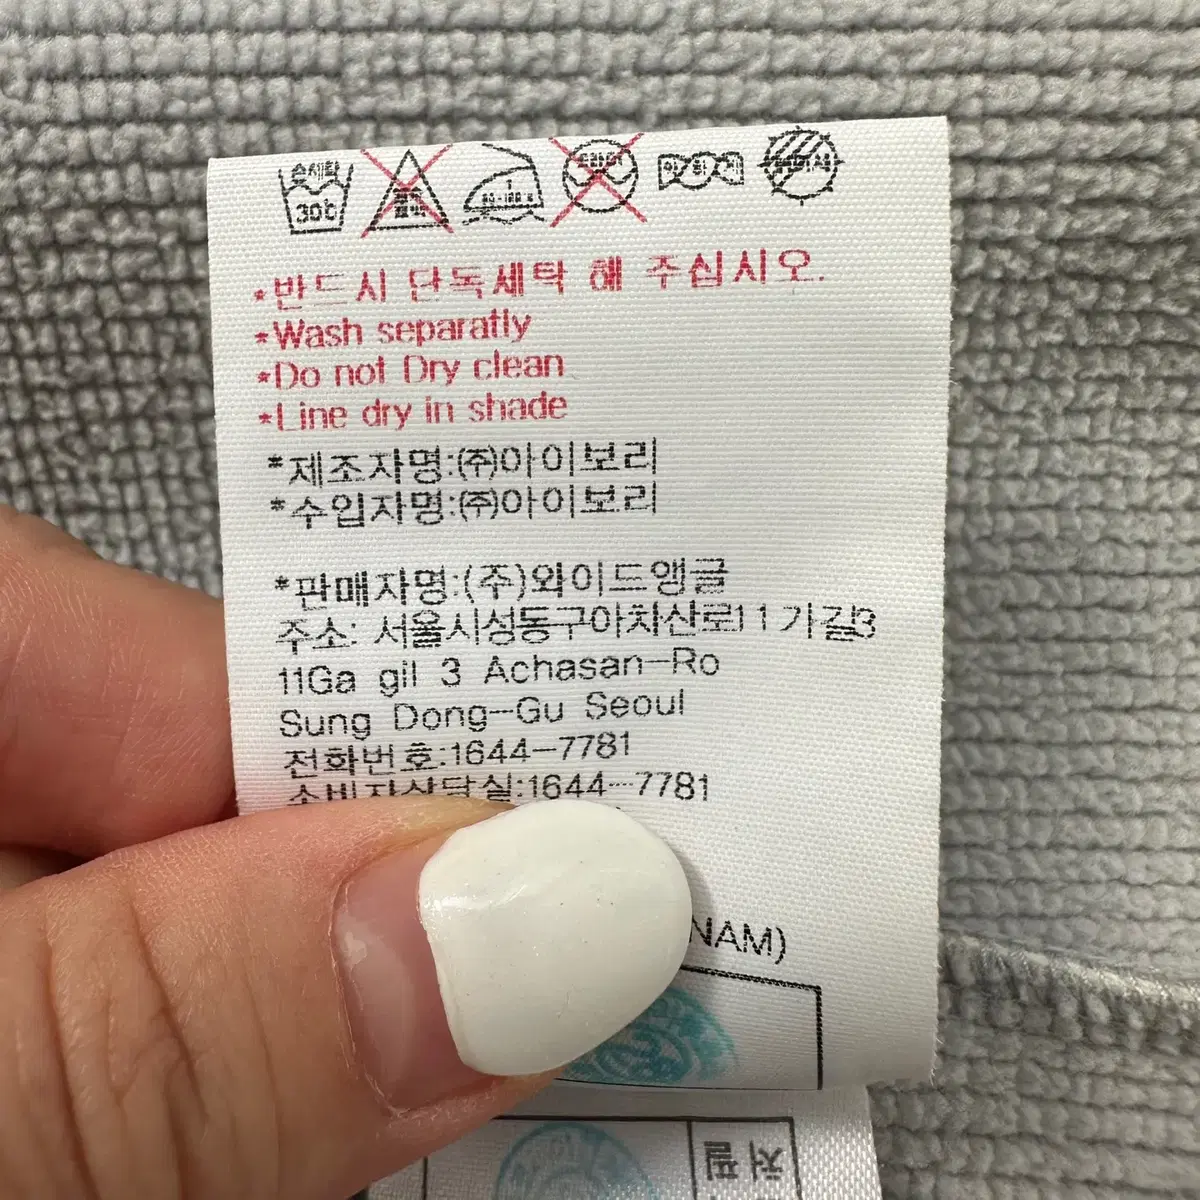 손세탁
30℃
*반드시 단독세탁 해 주십시오.
*Wash separatly
*Do not Dry clean
*Line dry in shade
*제조자명:㈜아이보리
*수입자명:㈜아이보리
*판매자명:(주)와이드앵글
주소: 서울시성동구아차산로11가길3
11Ga gil 3 Achasan-Ro
Sung Dong-Gu Seoul
전화번호:1644-7781
소비자상담실:1644-7781
NAM)
필